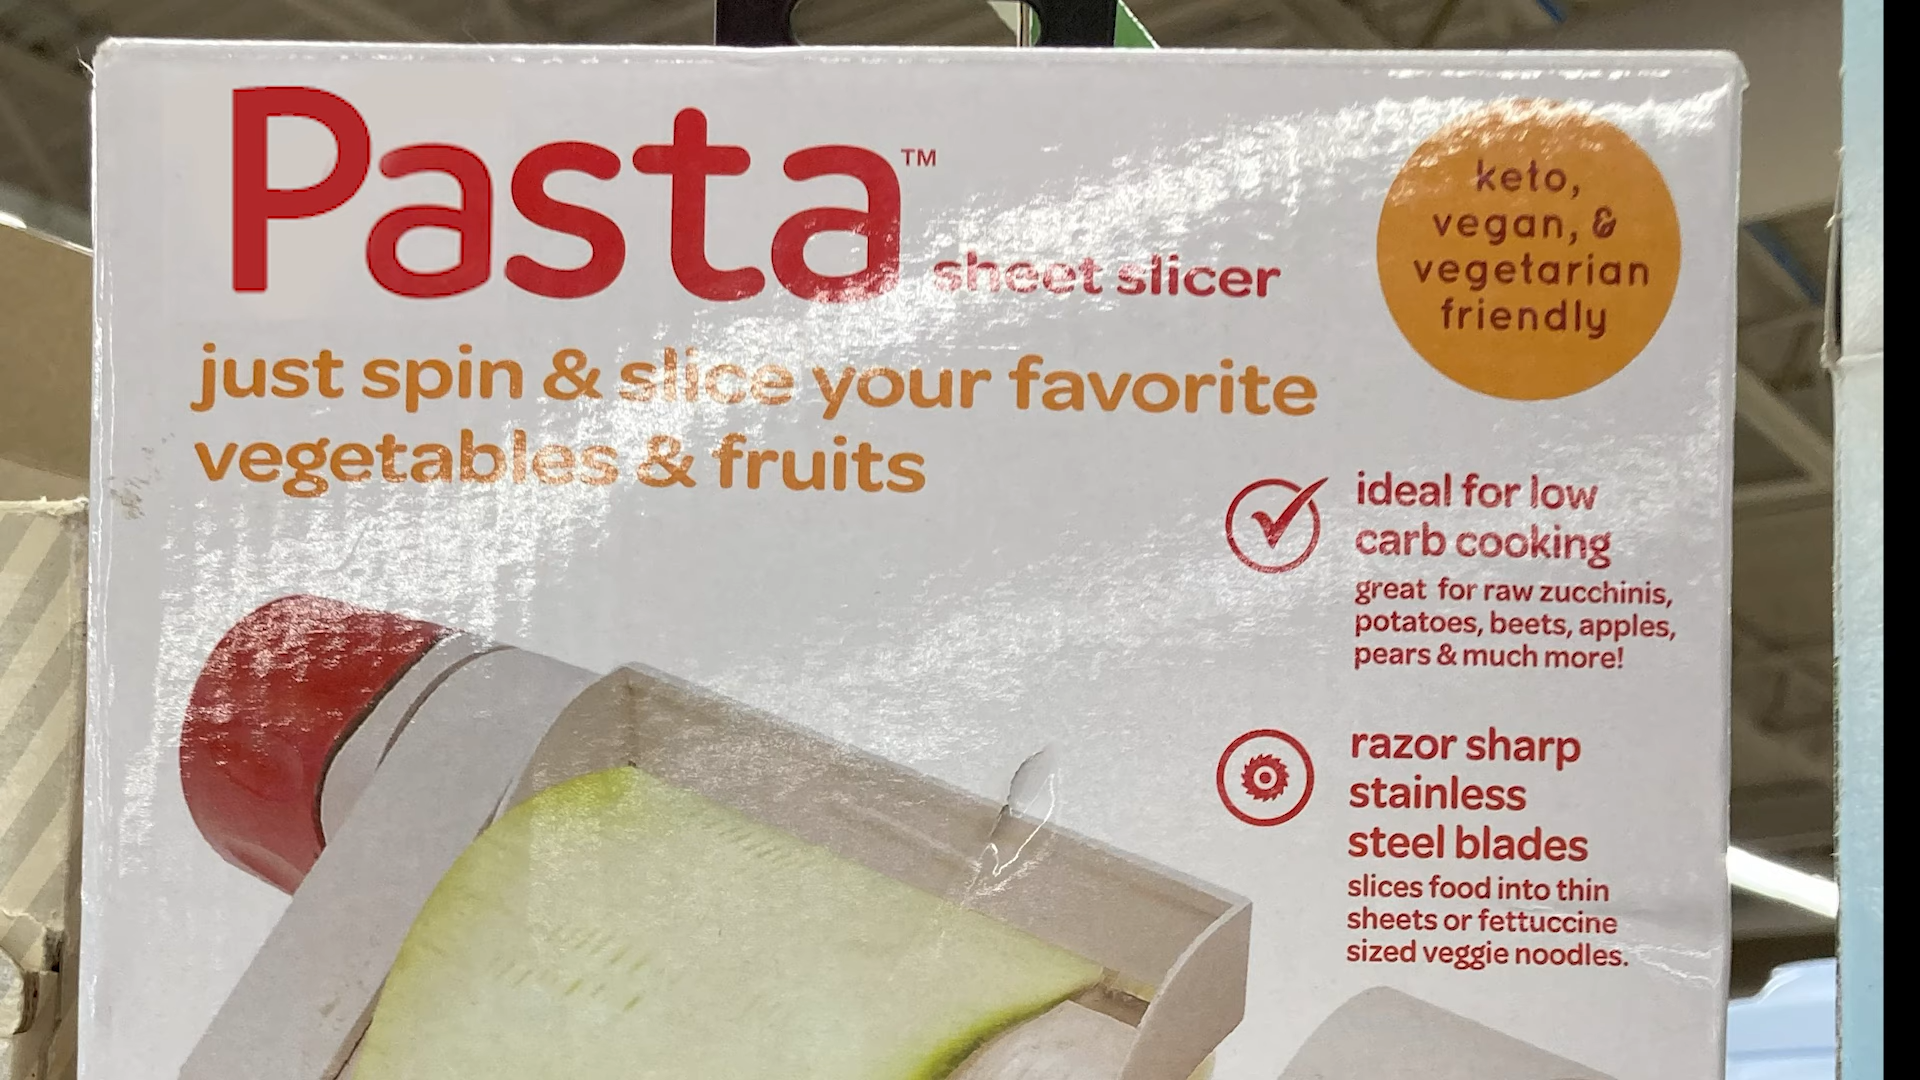 Pasta™ sheet slicer
just spin & slice your favorite
vegetables & fruits
keto,
vegan, &
vegetarian
friendly
ideal for low
carb cooking
great for raw zucchinis,
potatoes, beets, apples,
pears & much more!
razor sharp
stainless
steel blades
slices food into thin
sheets or fettuccine
sized veggie noodles.